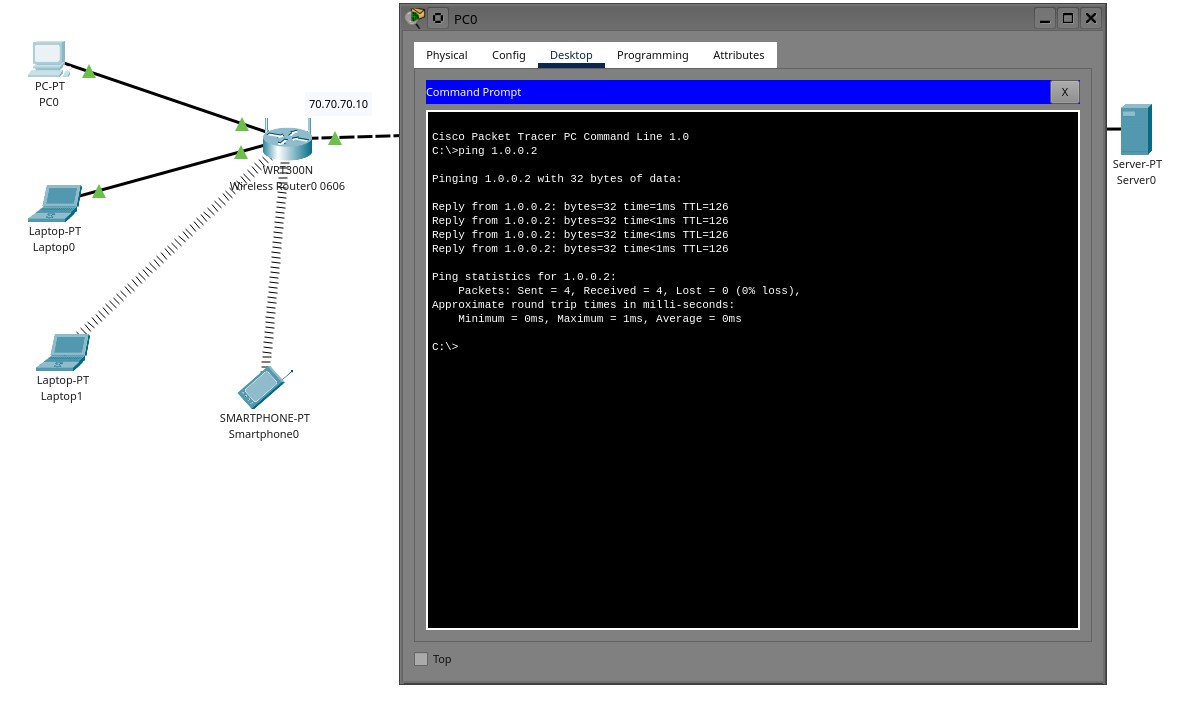 PC-PT
PC0
70.70.70.10
WRT300N
Wireless Router0 0606
Laptop-PT
Laptop0
Laptop-PT
Laptop1
SMARTPHONE-PT
Smartphone0
PC0
Physical Config Desktop Programming Attributes
Command Prompt X
Cisco Packet Tracer PC Command Line 1.0
C:\>ping 1.0.0.2
Pinging 1.0.0.2 with 32 bytes of data:
Reply from 1.0.0.2: bytes=32 time=1ms TTL=126
Reply from 1.0.0.2: bytes=32 time<1ms TTL=126
Reply from 1.0.0.2: bytes=32 time<1ms TTL=126
Reply from 1.0.0.2: bytes=32 time<1ms TTL=126
Ping statistics for 1.0.0.2:
Packets: Sent = 4, Received = 4, Lost = 0 (0% loss),
Approximate round trip times in milli-seconds:
Minimum = 0ms, Maximum = 1ms, Average = 0ms
C:\>
Top
Server-PT
Server0